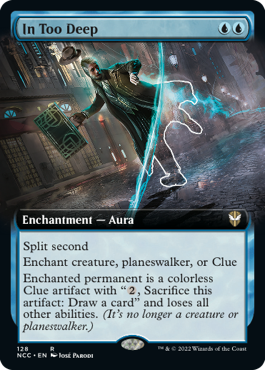 In Too Deep
Enchantment — Aura
Split second
Enchant creature, planeswalker, or Clue
Enchanted permanent is a colorless
Clue artifact with “2, Sacrifice this
artifact: Draw a card” and loses all
other abilities. (It's no longer a creature or
planeswalker.)
128 R
NCC • EN José Parodi
™ & © 2022 Wizards of the Coast